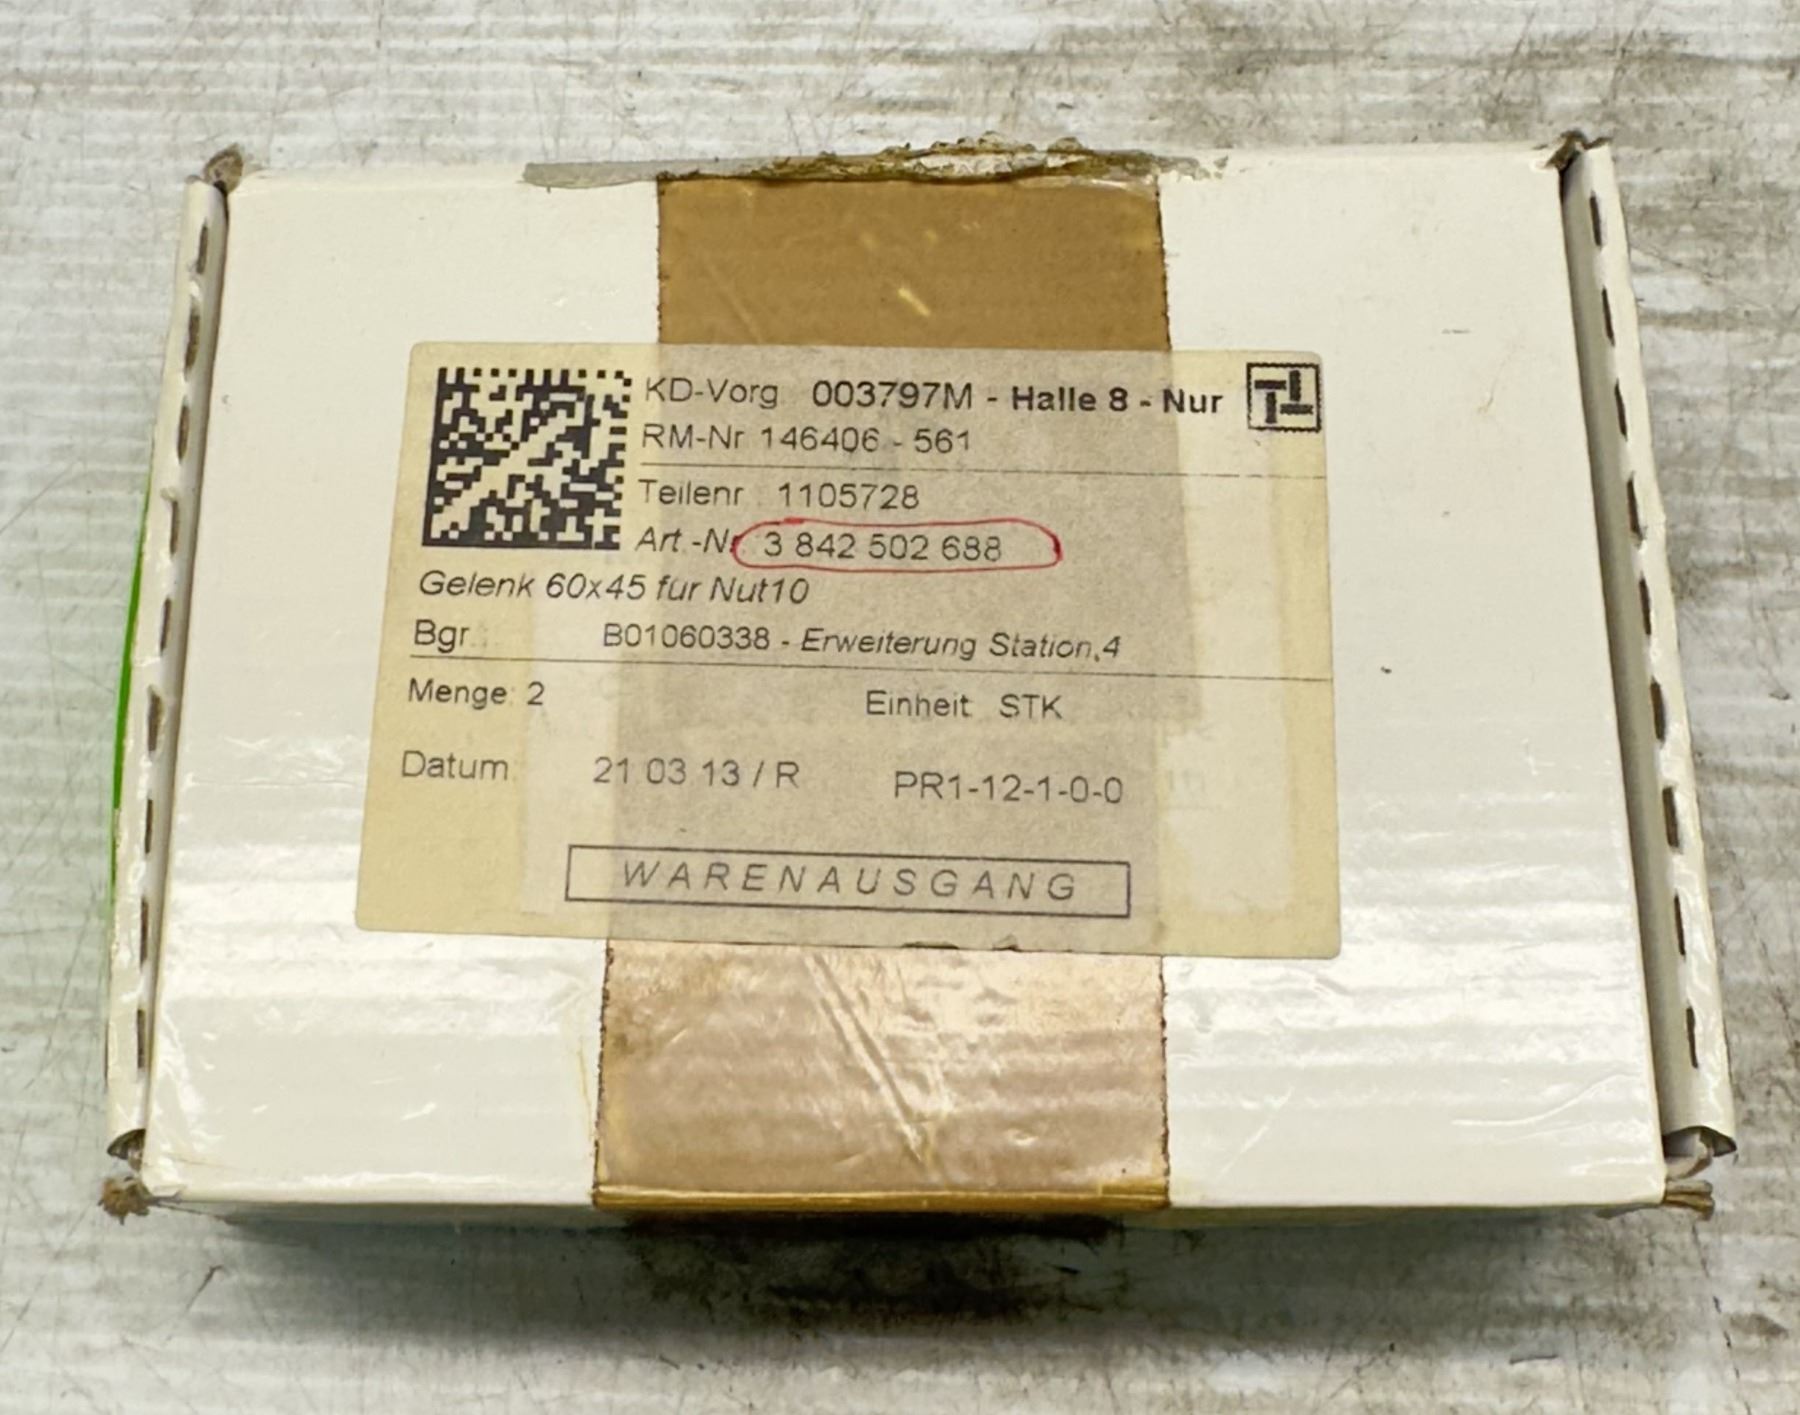 KD-Vorg 003797M - Halle 8 - Nur
RM-Nr 146406 - 561
Teilenr : 1105728
Art.-Nr 3 842 502 688
Gelenk 60x45 für Nut10
Bgr.: B01060338 - Erweiterung Station.4
Menge: 2 Einheit: STK
Datum 21 03 13 / R PR1-12-1-0-0
WARENAUSGANG